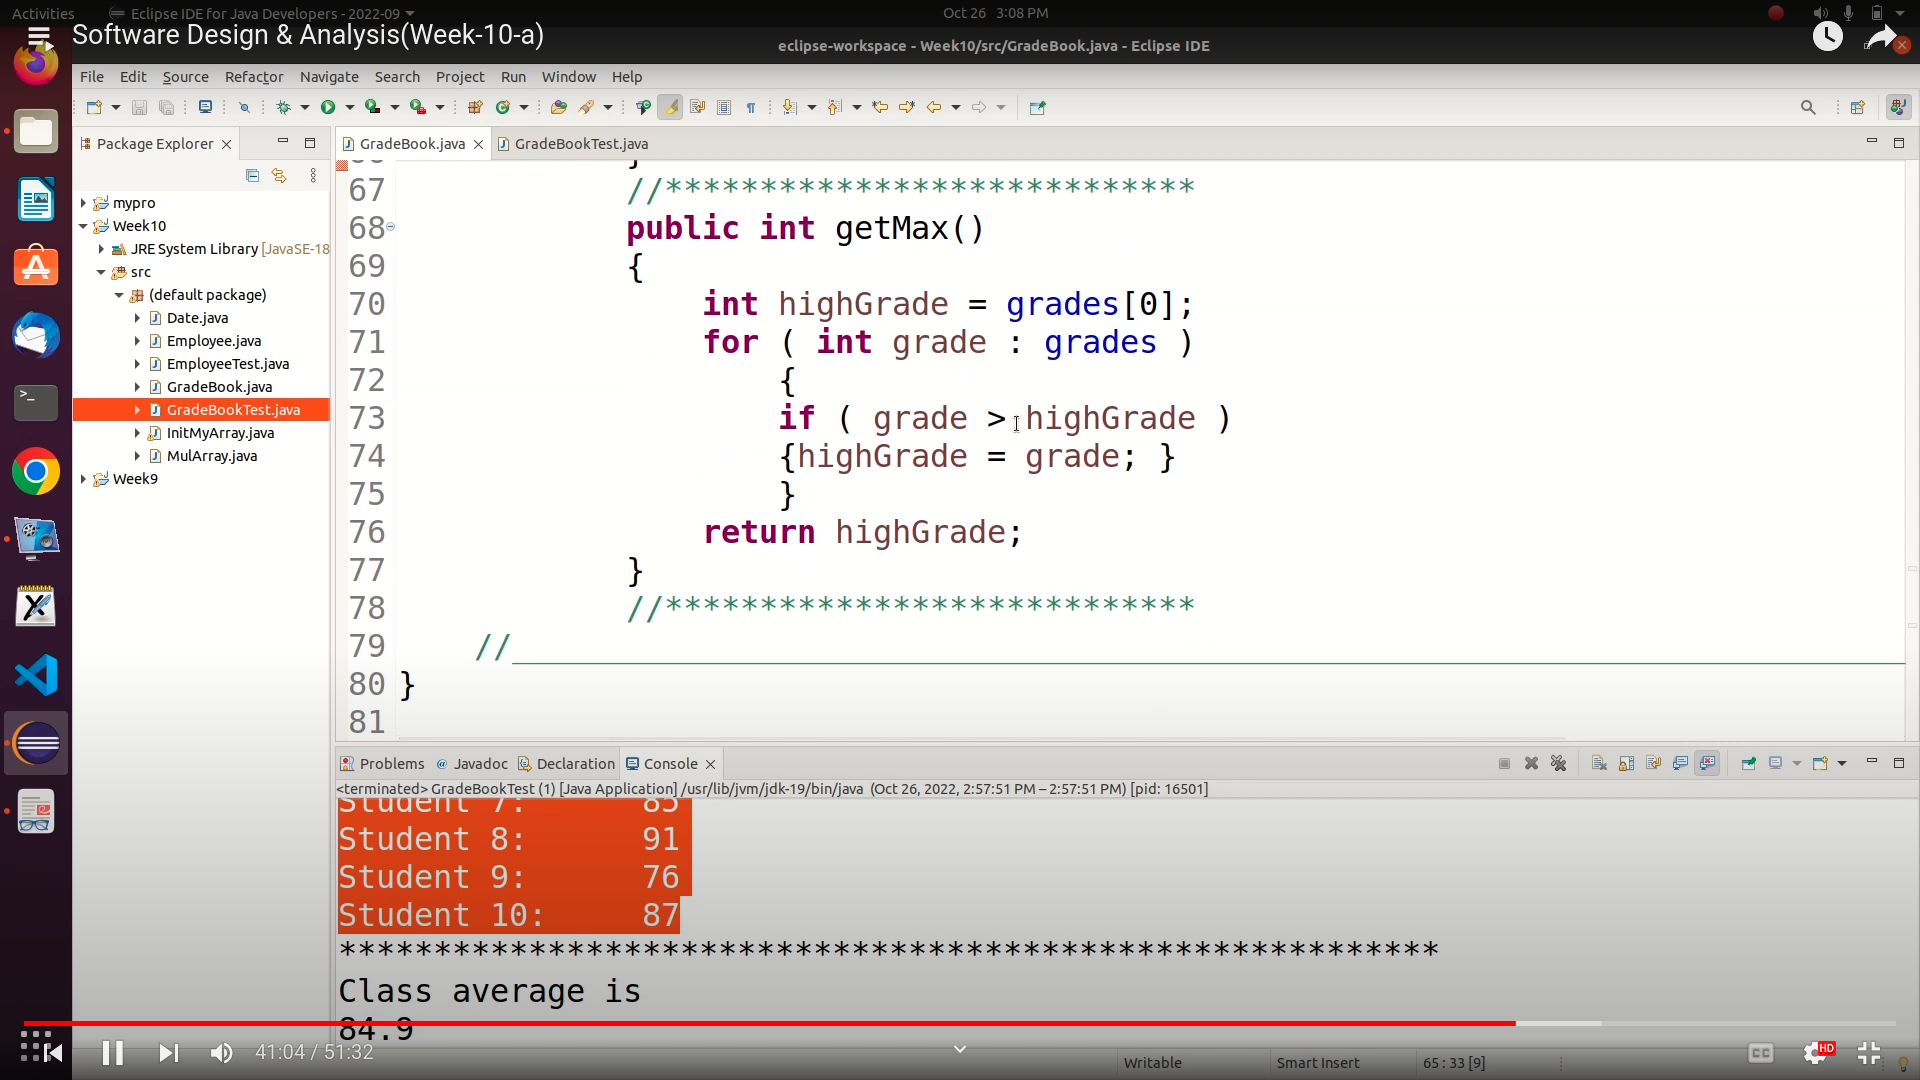 Activities
Eclipse IDE for Java Developers - 2022-09
Oct 26 3:08 PM
Software Design & Analysis(Week-10-a)
eclipse-workspace - Week10/src/GradeBook.java - Eclipse IDE
File Edit Source Refactor Navigate Search Project Run Window Help
Package Explorer
GradeBook.java
GradeBookTest.java
mypro
Week10
JRE System Library [JavaSE-18
src
(default package)
Date.java
Employee.java
EmployeeTest.java
GradeBook.java
GradeBookTest.java
InitMyArray.java
MulArray.java
Week9
67 //****************************
68 public int getMax()
69 {
70 int highGrade = grades[0];
71 for ( int grade : grades )
72 {
73 if ( grade > highGrade )
74 {highGrade = grade; }
75 }
76 return highGrade;
77 }
78 //****************************
79 //
80 }
81
Problems Javadoc Declaration Console
<terminated> GradeBookTest (1) [Java Application] /usr/lib/jvm/jdk-19/bin/java (Oct 26, 2022, 2:57:51 PM – 2:57:51 PM) [pid: 16501]
Student 7: 85
Student 8: 91
Student 9: 76
Student 10: 87
**********************************************************
Class average is
84.9
41:04 / 51:32
Writable
Smart Insert
65 : 33 [9]
CC
HD